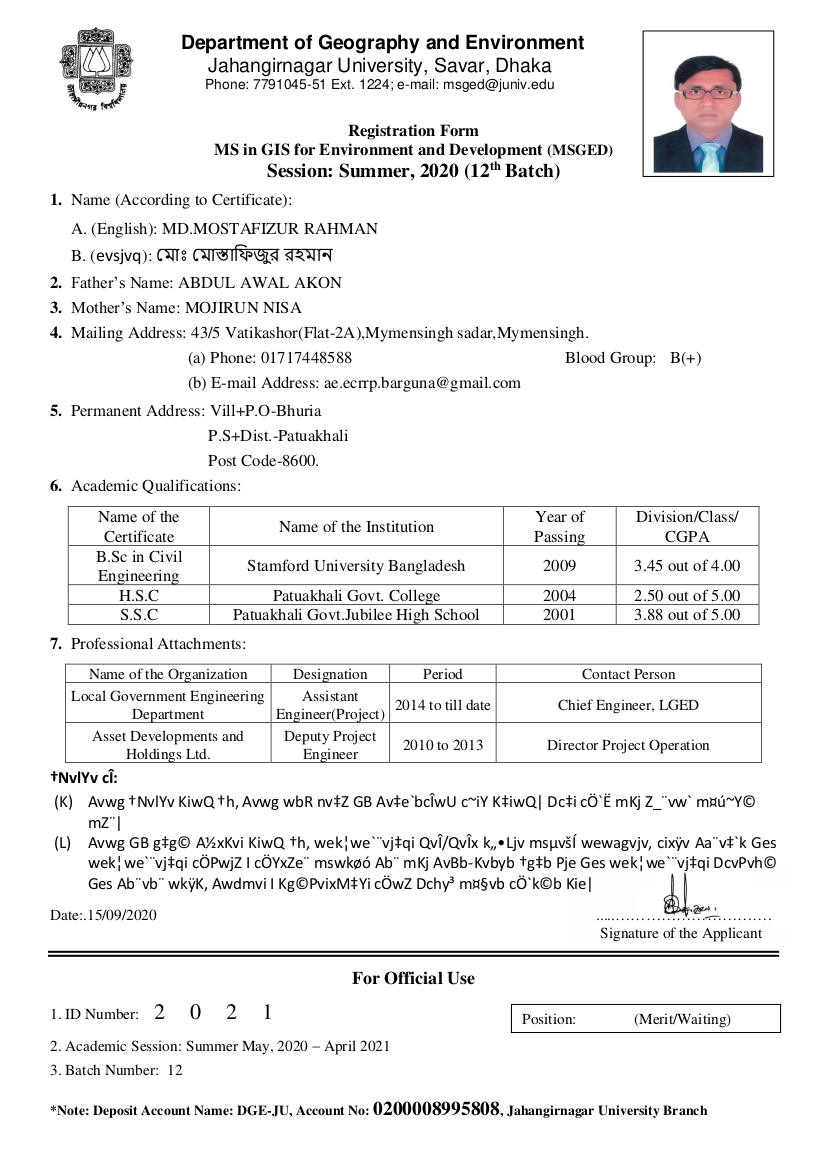 জাহাঙ্গীরনগর বিশ্ববিদ্যালয়
Department of Geography and Environment
Jahangirnagar University, Savar, Dhaka
Phone: 7791045-51 Ext. 1224; e-mail: msged@juniv.edu
Registration Form
MS in GIS for Environment and Development (MSGED)
Session: Summer, 2020 (12th Batch)
1. Name (According to Certificate):
A. (English): MD.MOSTAFIZUR RAHMAN
B. (evsjvq): মোঃ মোস্তাফিজুর রহমান
2. Father's Name: ABDUL AWAL AKON
3. Mother's Name: MOJIRUN NISA
4. Mailing Address: 43/5 Vatikashor(Flat-2A),Mymensingh sadar,Mymensingh.
(a) Phone: 01717448588 Blood Group: B(+)
(b) E-mail Address: ae.ecrrp.barguna@gmail.com
5. Permanent Address: Vill+P.O-Bhuria
P.S+Dist.-Patuakhali
Post Code-8600.
6. Academic Qualifications:
Name of the Certificate Name of the Institution Year of Passing Division/Class/ CGPA
B.Sc in Civil Engineering Stamford University Bangladesh 2009 3.45 out of 4.00
H.S.C Patuakhali Govt. College 2004 2.50 out of 5.00
S.S.C Patuakhali Govt.Jubilee High School 2001 3.88 out of 5.00
7. Professional Attachments:
Name of the Organization Designation Period Contact Person
Local Government Engineering Department Assistant Engineer(Project) 2014 to till date Chief Engineer, LGED
Asset Developments and Holdings Ltd. Deputy Project Engineer 2010 to 2013 Director Project Operation
†NvlYv cÎ:
(K) Avwg †NvlYv KiwQ †h, Avwg wbR nv‡Z GB Av‡e`bcÎwU c~iY K‡iwQ| Dc‡i cÖ`Ë mKj Z_¨vw` m¤ú~Y©
mZ¨|
(L) Avwg GB g‡g© A½xKvi KiwQ †h, wek¦we`¨vj‡qi QvÎ/QvÎx k„•Ljv msµvšÍ wewagvjv, cixÿv Aa¨v‡`k Ges
wek¦we`¨vj‡qi cÖPwjZ I cÖYxZe¨ mswkøó Ab¨ mKj AvBb-Kvbyb †g‡b Pje Ges wek¦we`¨vj‡qi DcvPvh©
Ges Ab¨vb¨ wkÿK, Awdmvi I Kg©PvixM‡Yi cÖwZ Dchy³ m¤§vb cÖ`k©b Kie|
Date:.15/09/2020
Signature of the Applicant
For Official Use
1. ID Number: 2 0 2 1 Position: (Merit/Waiting)
2. Academic Session: Summer May, 2020 – April 2021
3. Batch Number: 12
*Note: Deposit Account Name: DGE-JU, Account No: 0200008995808, Jahangirnagar University Branch